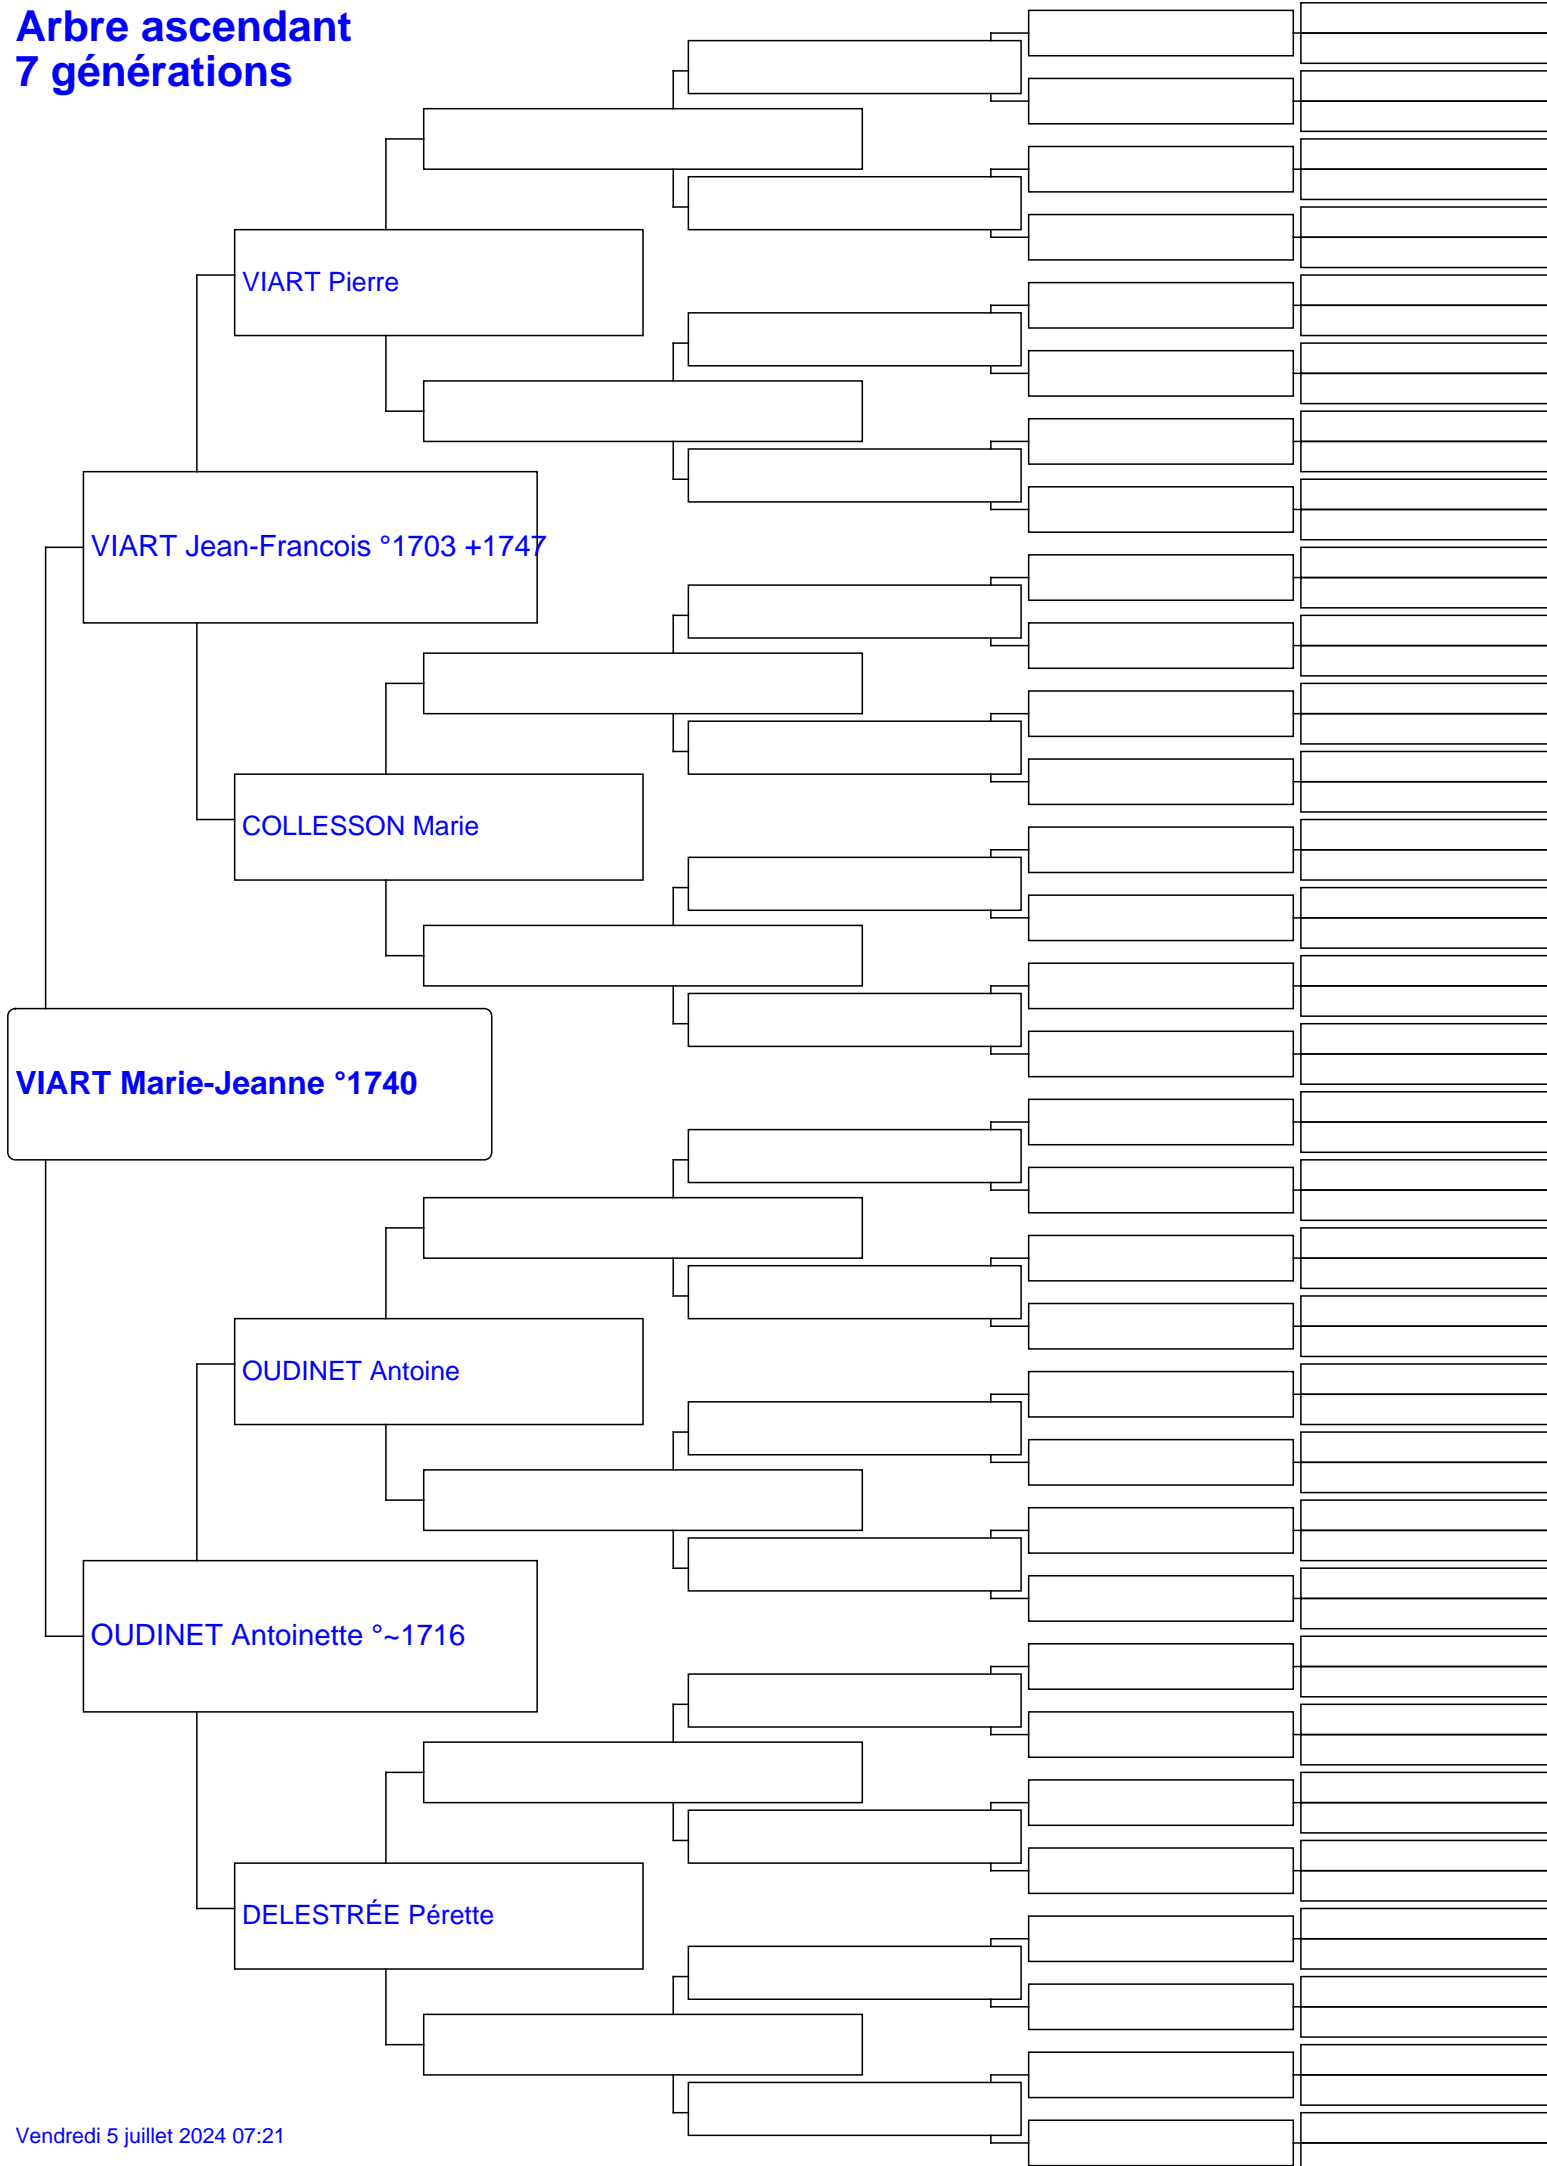 Arbre ascendant
7 générations
VIART Pierre
VIART Jean-Francois °1703 +1747
COLLESSON Marie
VIART Marie-Jeanne °1740
OUDINET Antoine
OUDINET Antoinette °~1716
DELESTRÉE Pérette
Vendredi 5 juillet 2024 07:21